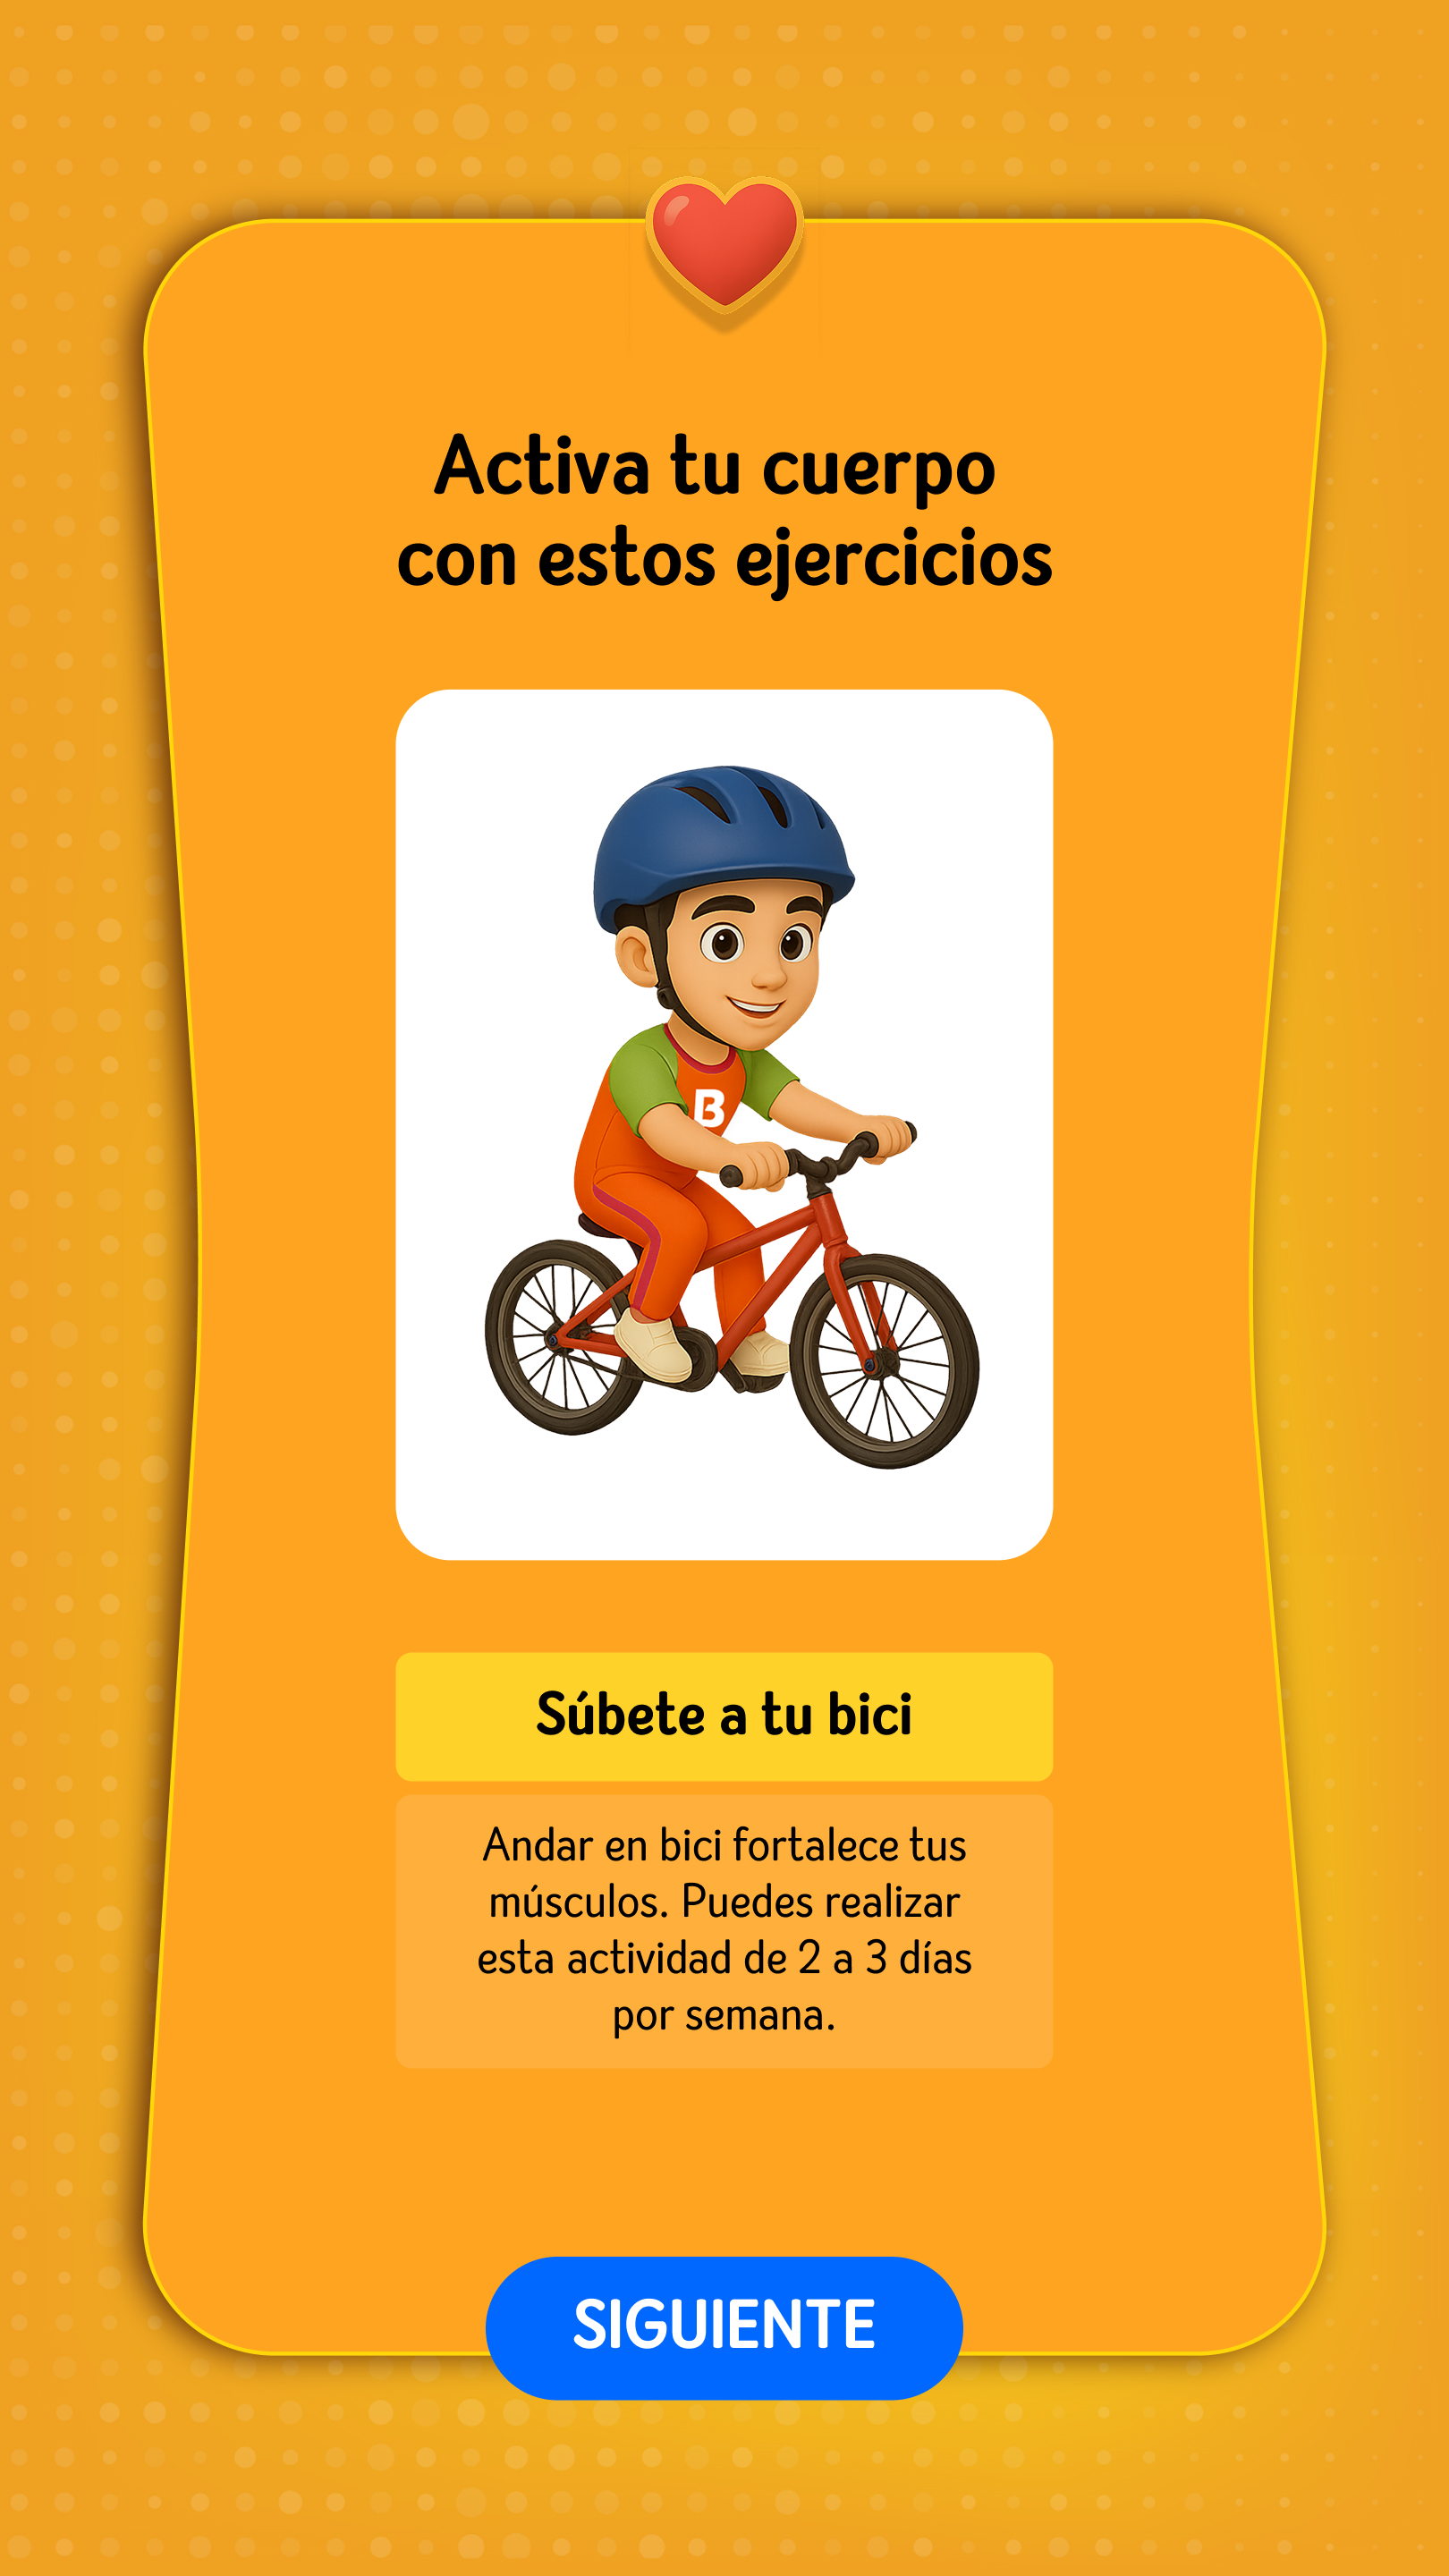 Activa tu cuerpo
con estos ejercicios
B
Súbete a tu bici
Andar en bici fortalece tus
músculos. Puedes realizar
esta actividad de 2 a 3 días
por semana.
SIGUIENTE